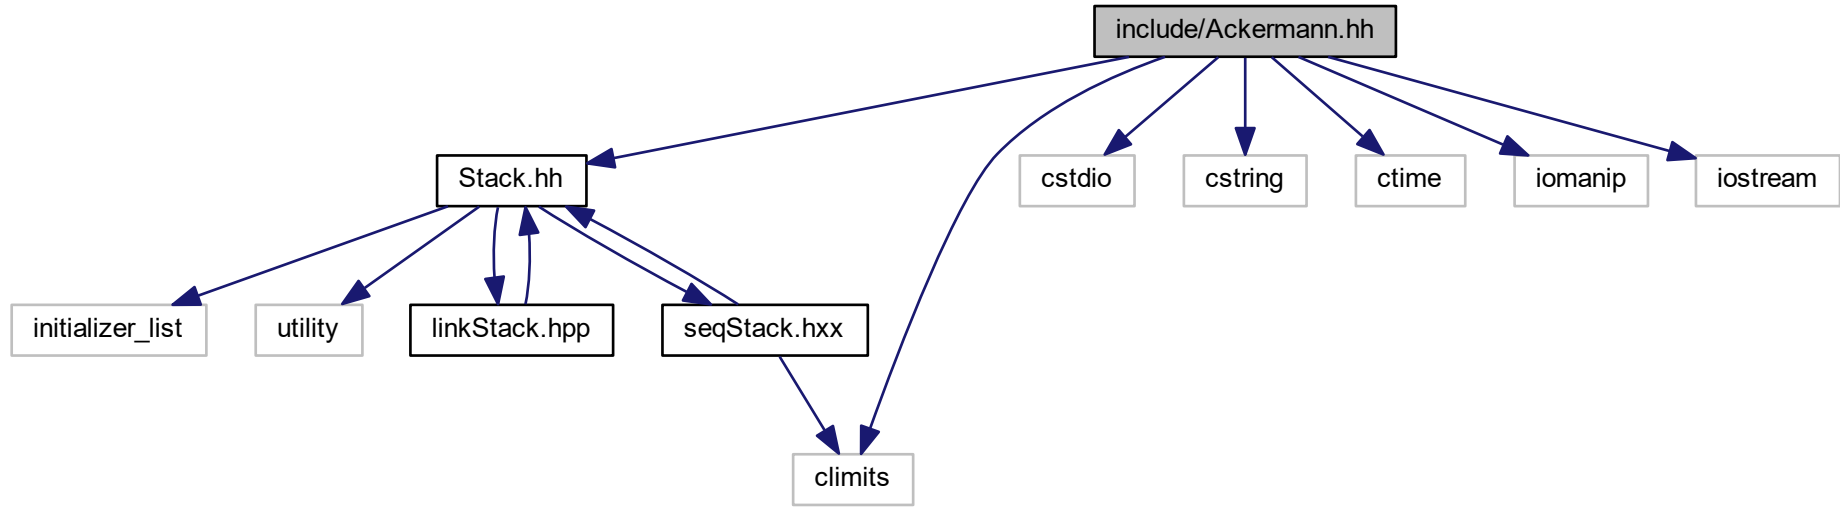 include/Ackermann.hh
Stack.hh
cstdio
cstring
ctime
iomanip
iostream
initializer_list
utility
linkStack.hpp
seqStack.hxx
climits